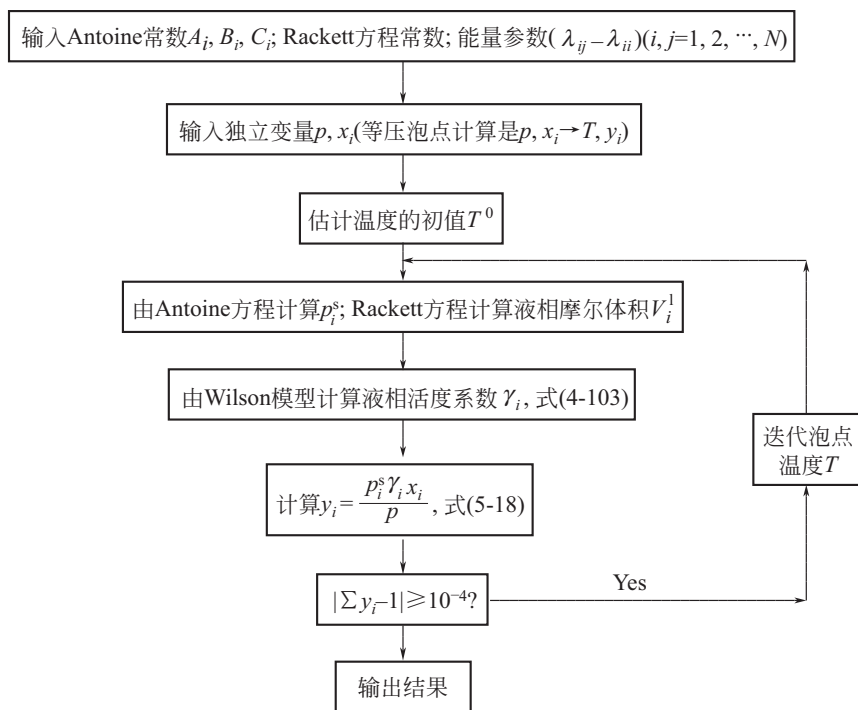 输入Antoine常数A_i, B_i, C_i; Rackett方程常数; 能量参数(λ_ij−λ_ii)(i, j=1, 2, ⋯, N)
输入独立变量p, x_i(等压泡点计算是p, x_i→T, y_i)
估计温度的初值T^0
由Antoine方程计算p_i^s; Rackett方程计算液相摩尔体积V_i^l
由Wilson模型计算液相活度系数γ_i, 式(4-103)
迭代泡点
温度T
计算y_i = \frac{p_i^s γ_i x_i}{p}, 式(5-18)
|∑y_i−1|≥10^{−4}?
Yes
输出结果